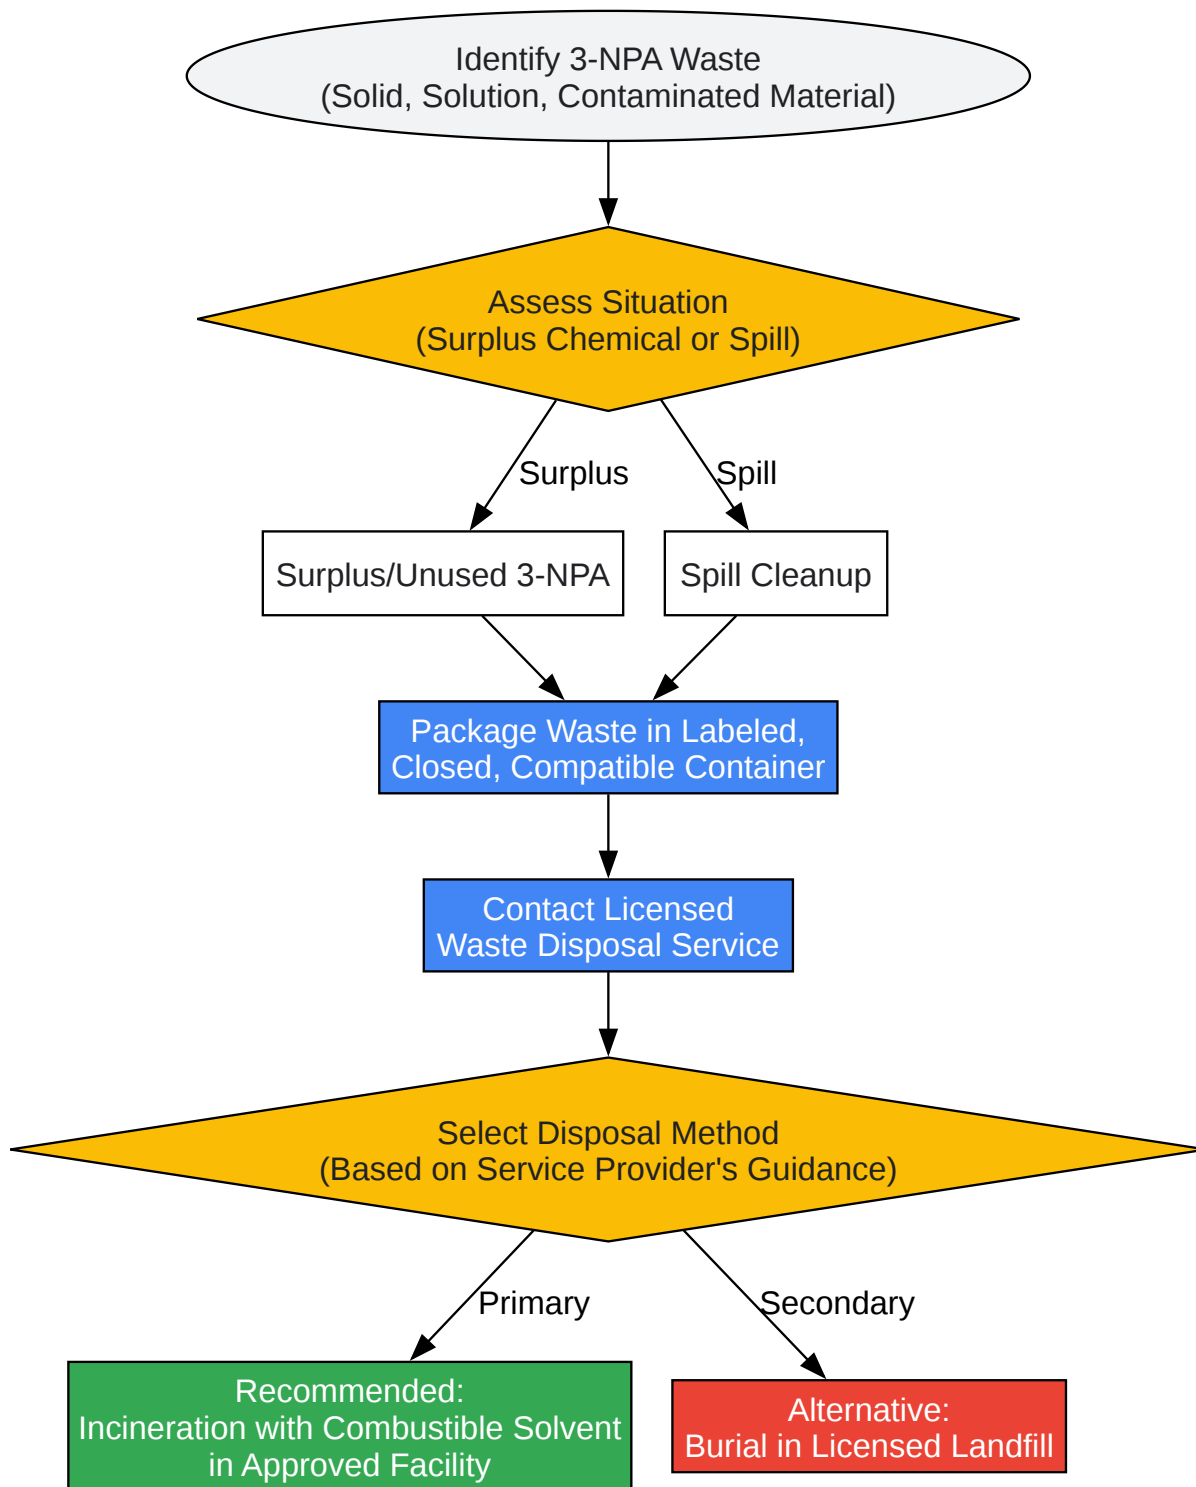 Identify 3-NPA Waste
(Solid, Solution, Contaminated Material)
Assess Situation
(Surplus Chemical or Spill)
Surplus
Spill
Surplus/Unused 3-NPA
Spill Cleanup
Package Waste in Labeled,
Closed, Compatible Container
Contact Licensed
Waste Disposal Service
Select Disposal Method
(Based on Service Provider's Guidance)
Primary
Secondary
Recommended:
Incineration with Combustible Solvent
in Approved Facility
Alternative:
Burial in Licensed Landfill